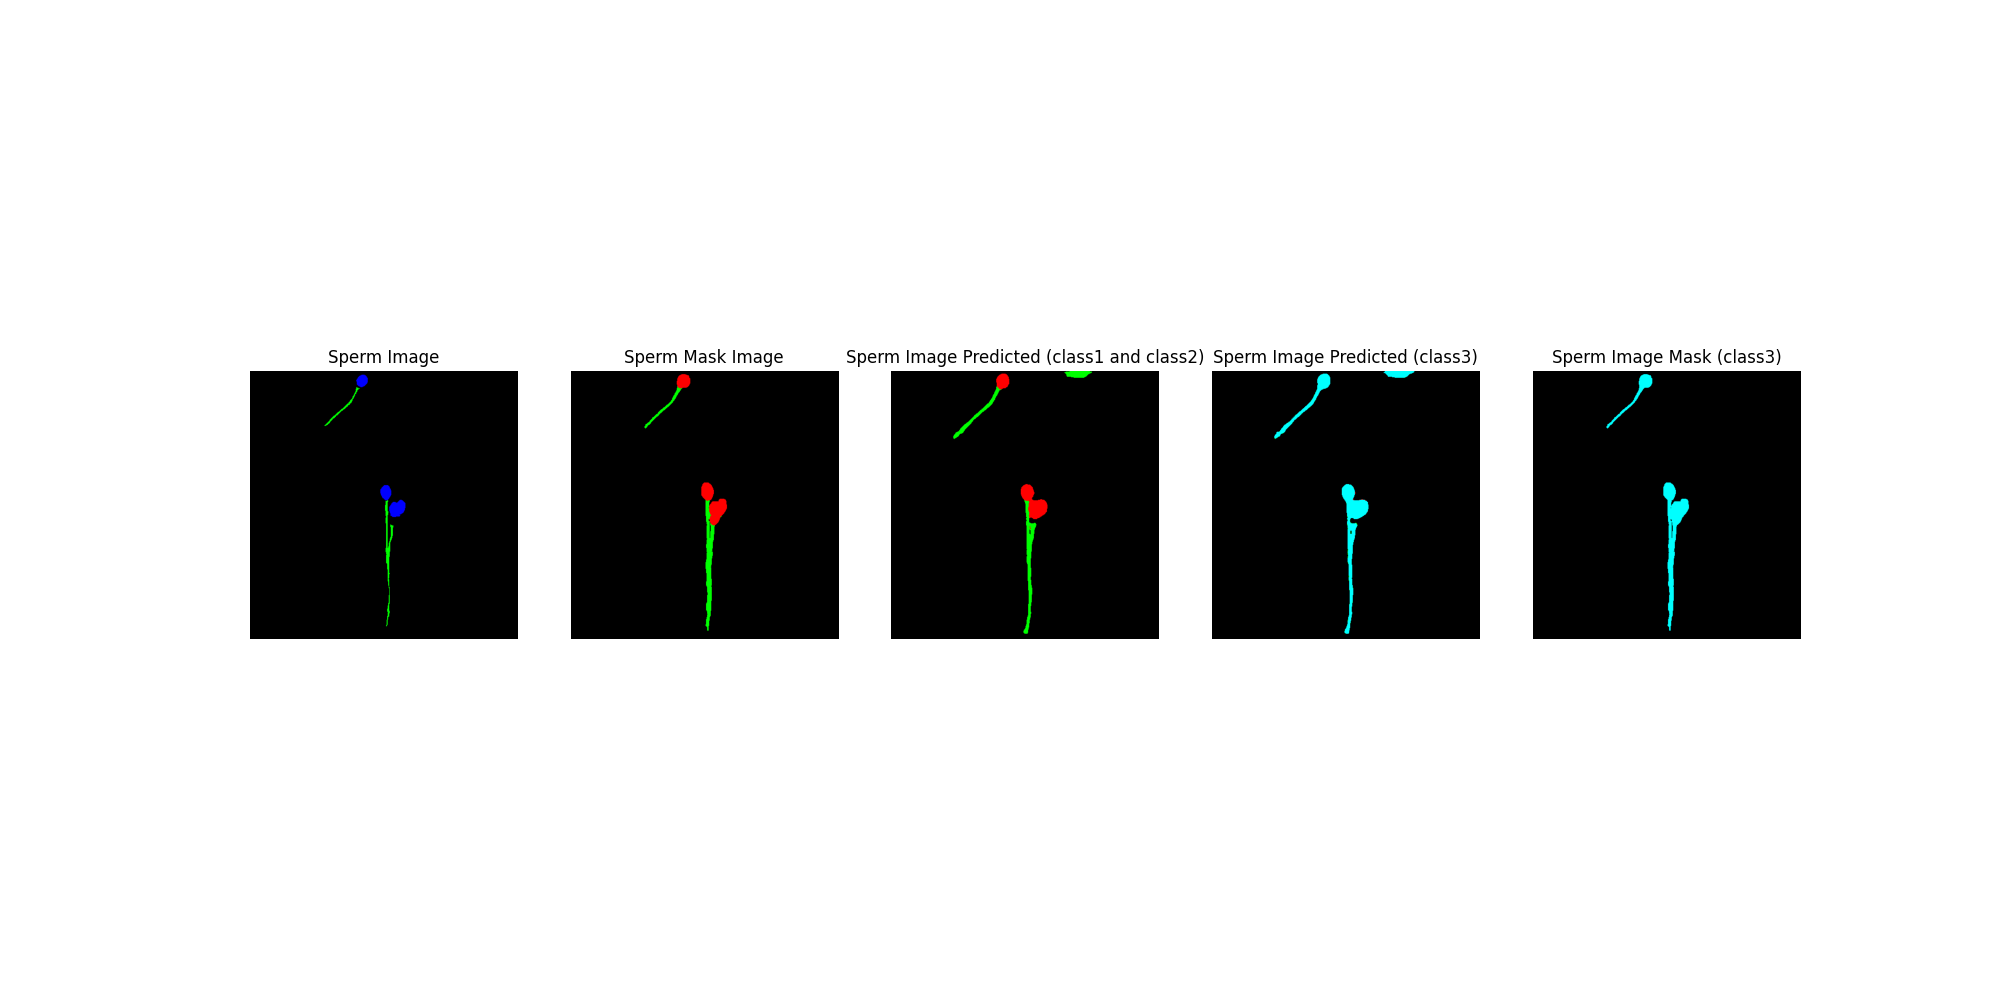 Sperm Image
Sperm Mask Image
Sperm Image Predicted (class1 and class2)
Sperm Image Predicted (class3)
Sperm Image Mask (class3)